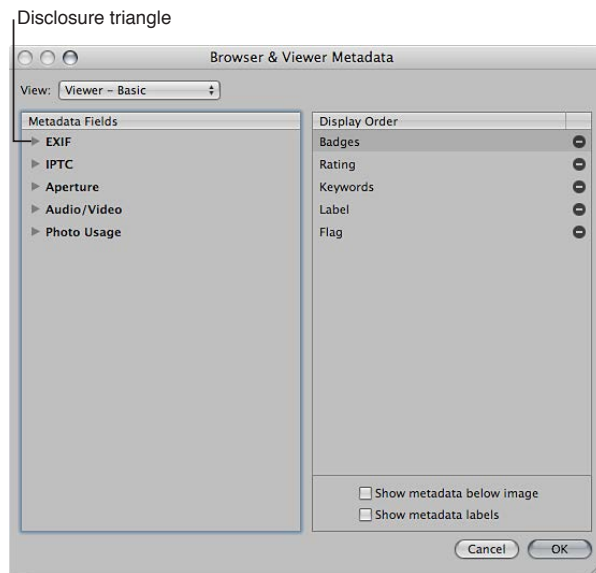 Disclosure triangle
Browser & Viewer Metadata
View: Viewer – Basic
Metadata Fields
EXIF
IPTC
Aperture
Audio/Video
Photo Usage
Display Order
Badges
Rating
Keywords
Label
Flag
Show metadata below image
Show metadata labels
Cancel OK